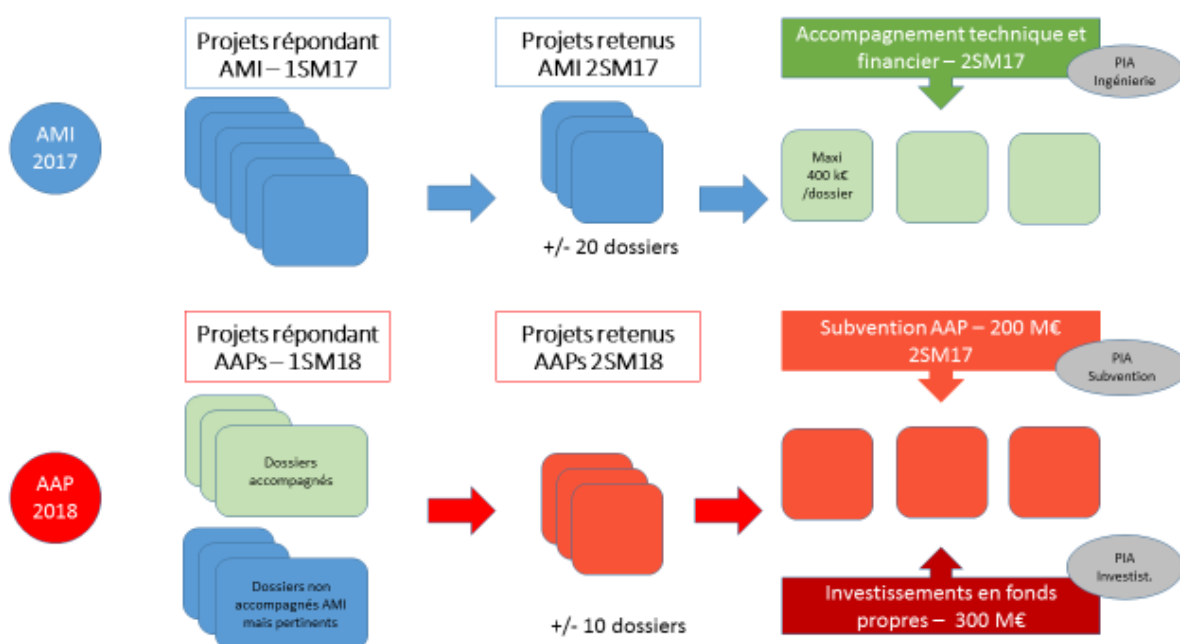 Projets répondant
AMI – 1SM17
Projets retenus
AMI 2SM17
Accompagnement technique et
financier – 2SM17
PIA
Ingénierie
AMI
2017
Maxi
400 k€
/dossier
+/- 20 dossiers
Projets répondant
AAPs – 1SM18
Projets retenus
AAPs 2SM18
Subvention AAP – 200 M€
2SM17
PIA
Subvention
AAP
2018
Dossiers
accompagnés
Dossiers non
accompagnés AMI
mais pertinents
+/- 10 dossiers
PIA
Investist.
Investissements en fonds
propres – 300 M€